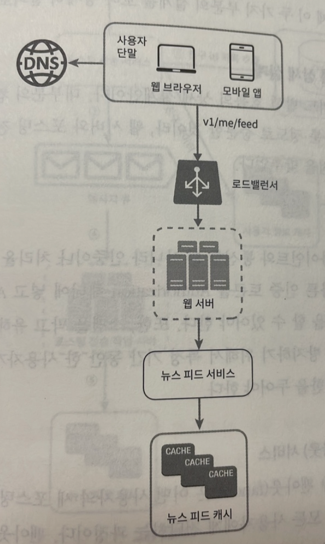 DNS
사용자
단말
웹 브라우저
모바일 앱
v1/me/feed
로드밸런서
웹 서버
뉴스 피드 서비스
CACHE
CACHE
CACHE
뉴스 피드 캐시